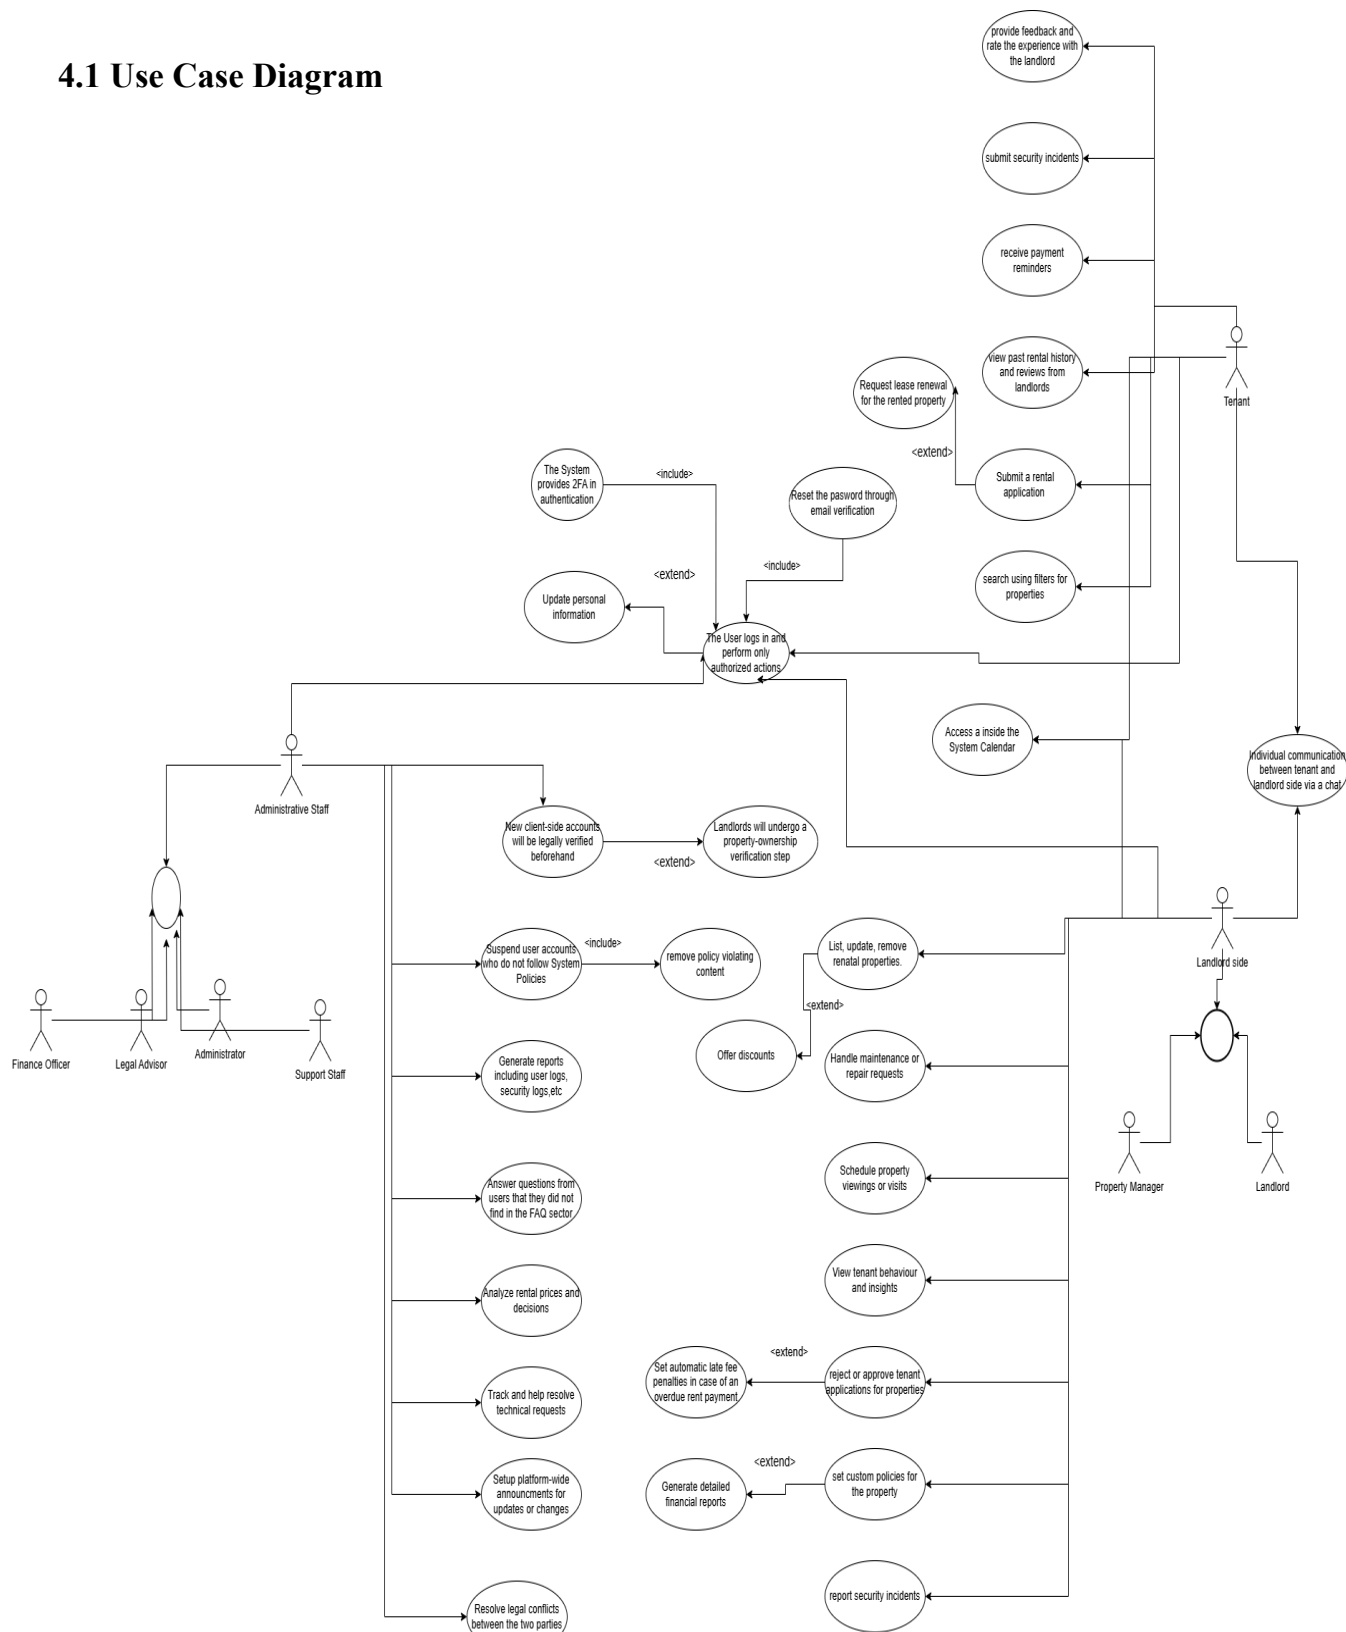 4.1 Use Case Diagram
provide feedback and
rate the experience with
the landlord
submit security incidents
receive payment
reminders
view past rental history
and reviews from
landlords
Tenant
Request lease renewal
for the rented property
<extend>
Submit a rental
application
search using filters for
properties
The System
provides 2FA in
authentication
<include>
Reset the pasword through
email verification
<include>
<extend>
Update personal
information
The User logs in and
perform only
authorized actions
Access a inside the
System Calendar
Individual communication
between tenant and
landlord side via a chat
Administrative Staff
New client-side accounts
will be legally verified
beforehand
<extend>
Landlords will undergo a
property-ownership
verification step
Suspend user accounts
who do not follow System
Policies
<include>
remove policy violating
content
List, update, remove
renatal properties.
<extend>
Offer discounts
Landlord side
Finance Officer
Legal Advisor
Administrator
Support Staff
Generate reports
including user logs,
security logs,etc
Handle maintenance or
repair requests
Property Manager
Landlord
Answer questions from
users that they did not
find in the FAQ sector
Schedule property
viewings or visits
Analyze rental prices and
decisions
View tenant behaviour
and insights
Track and help resolve
technical requests
Set automatic late fee
penalties in case of an
overdue rent payment.
<extend>
reject or approve tenant
applications for properties
Setup platform-wide
announcments for
updates or changes
Generate detailed
financial reports
<extend>
set custom policies for
the property
Resolve legal conflicts
between the two parties
report security incidents